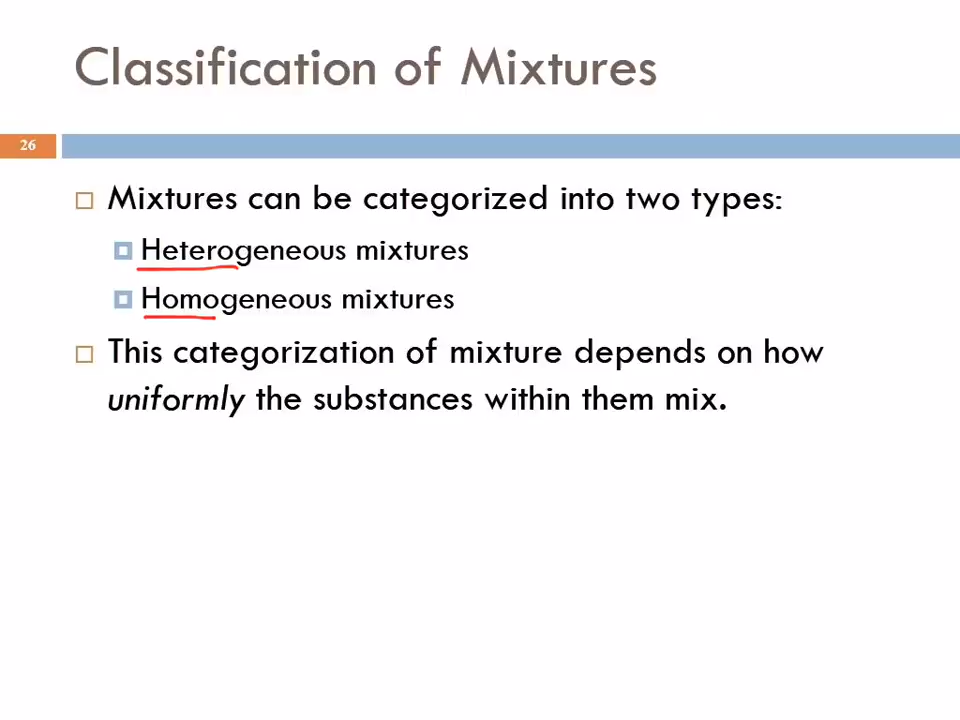 Classification of Mixtures
26
Mixtures can be categorized into two types:
Heterogeneous mixtures
Homogeneous mixtures
This categorization of mixture depends on how
uniformly the substances within them mix.